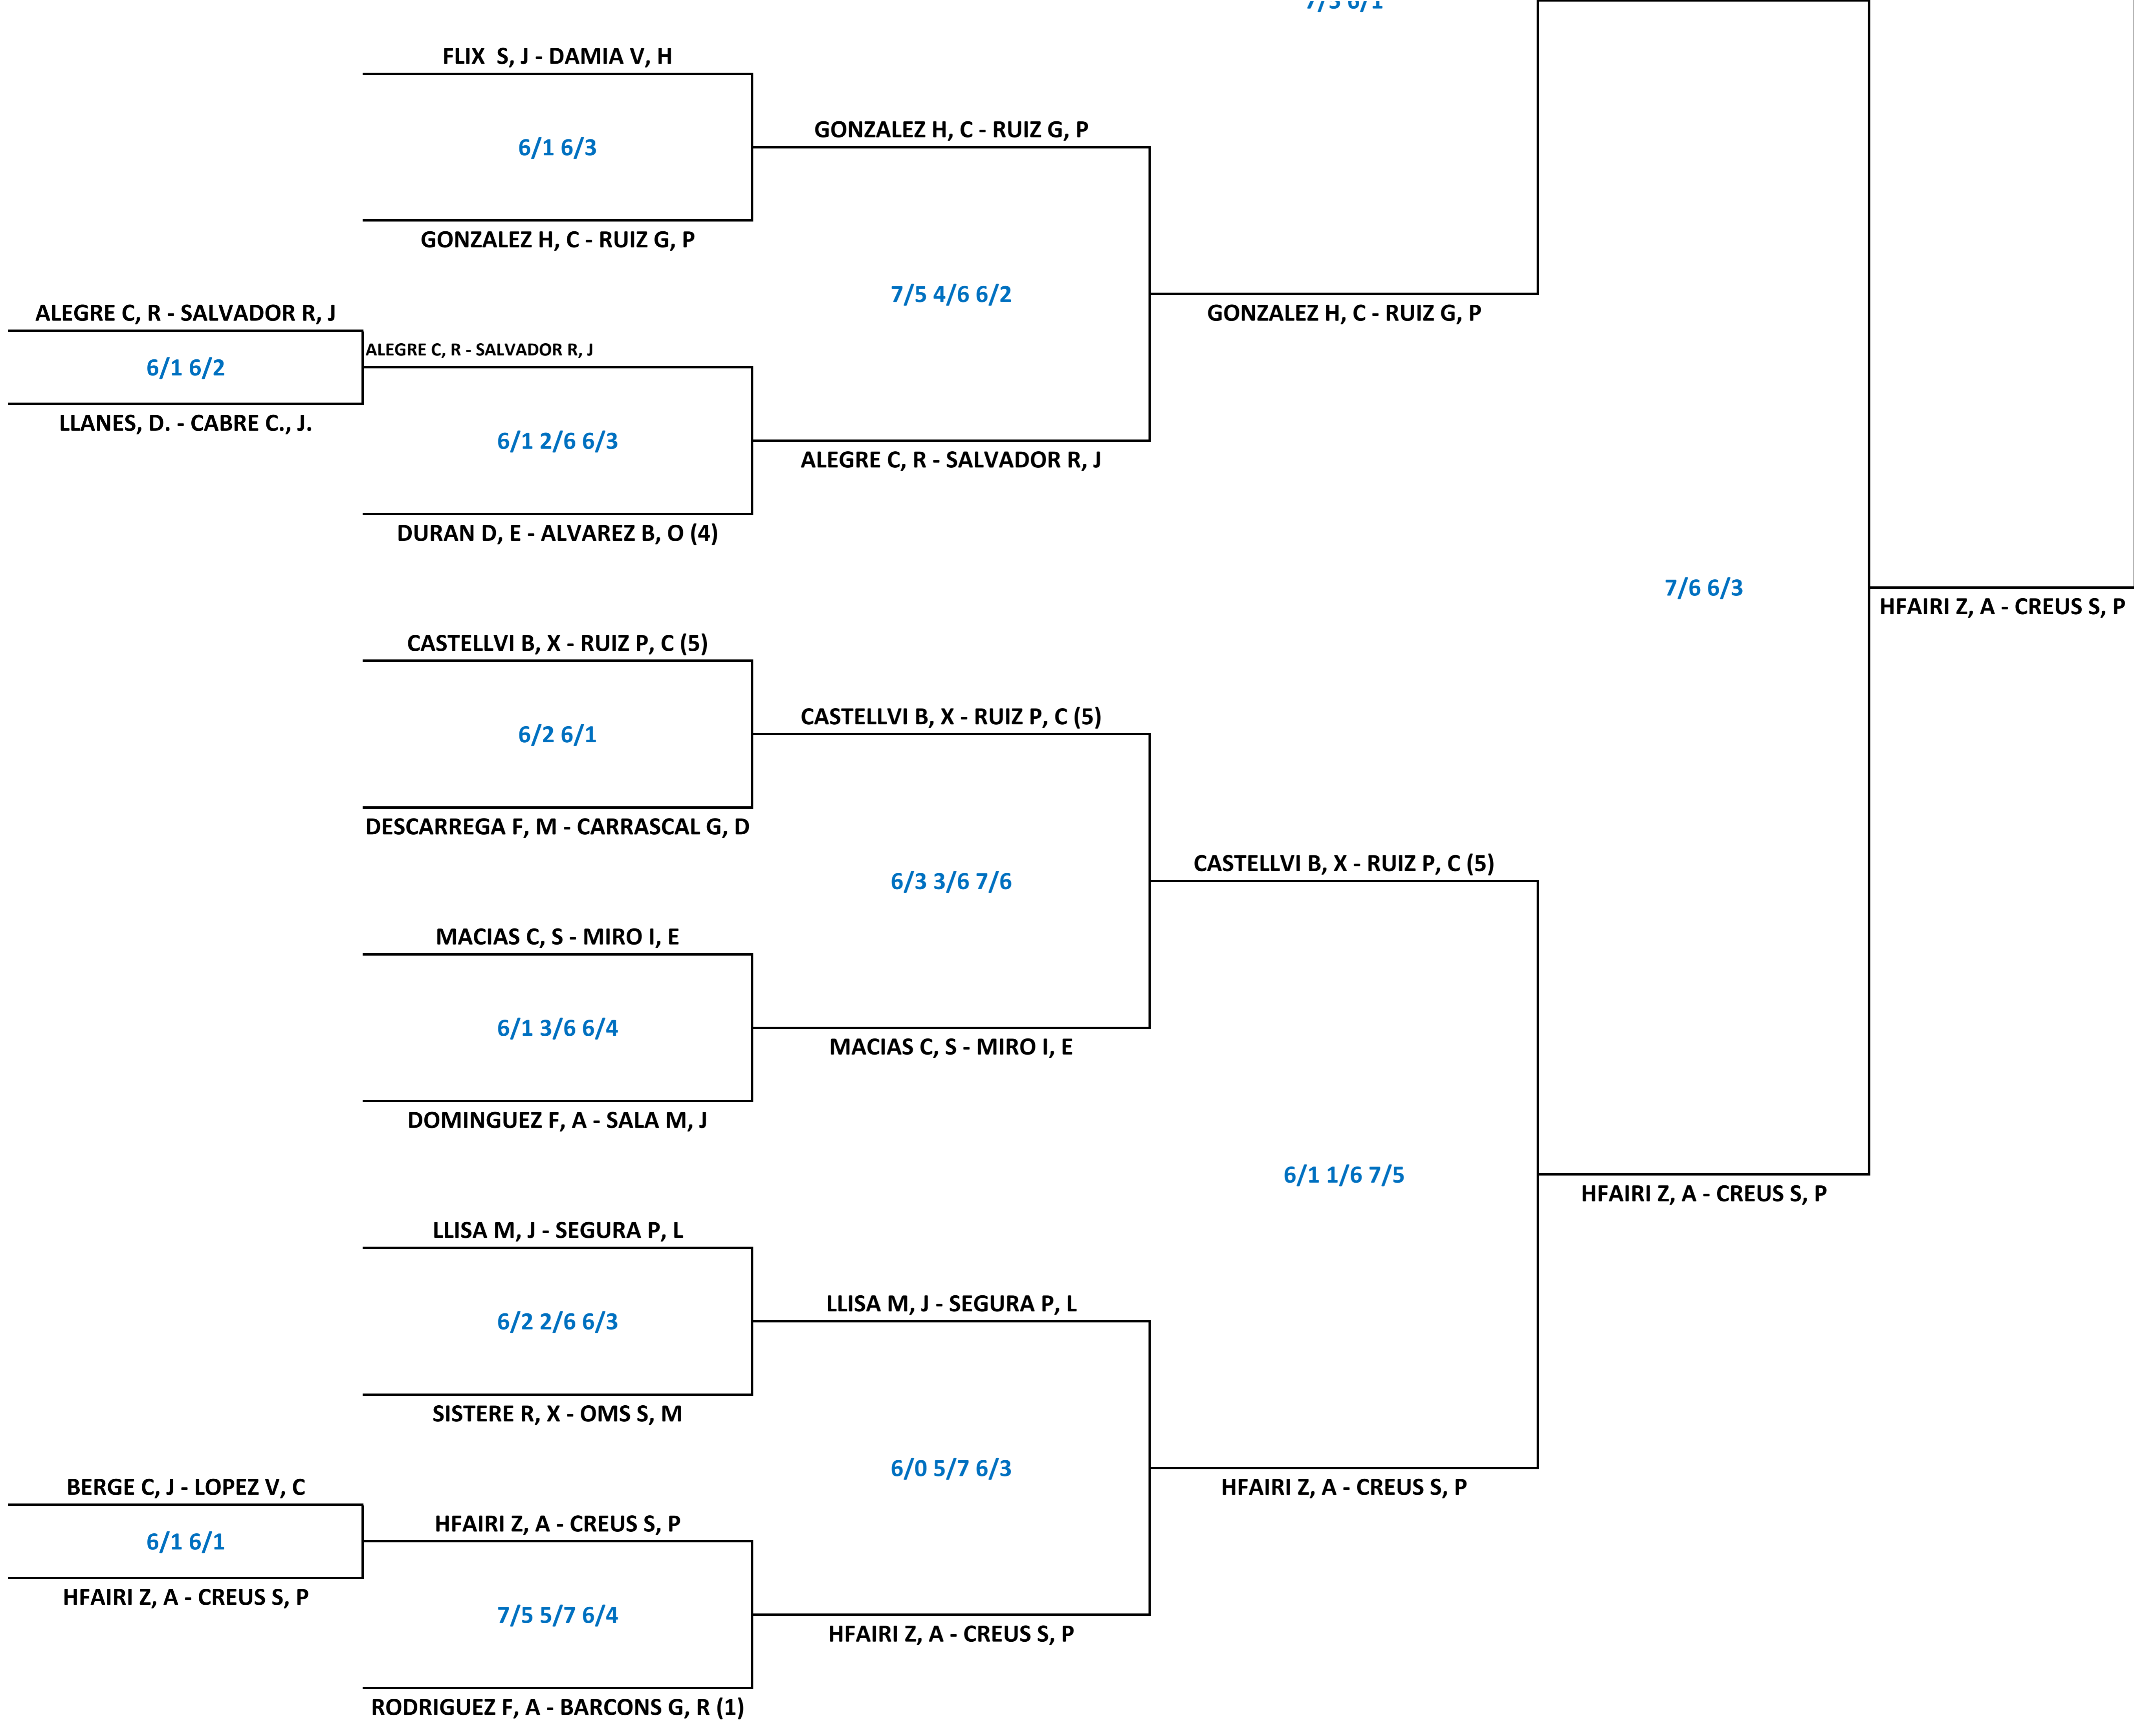 7/5 6/1
FLIX  S, J - DAMIA V, H
GONZALEZ H, C - RUIZ G, P
6/1 6/3
GONZALEZ H, C - RUIZ G, P
7/5 4/6 6/2
ALEGRE C, R - SALVADOR R, J
GONZALEZ H, C - RUIZ G, P
ALEGRE C, R - SALVADOR R, J
6/1 6/2
LLANES, D. - CABRE C., J.
6/1 2/6 6/3
ALEGRE C, R - SALVADOR R, J
DURAN D, E - ALVAREZ B, O (4)
7/6 6/3
HFAIRI Z, A - CREUS S, P
CASTELLVI B, X - RUIZ P, C (5)
CASTELLVI B, X - RUIZ P, C (5)
6/2 6/1
DESCARREGA F, M - CARRASCAL G, D
CASTELLVI B, X - RUIZ P, C (5)
6/3 3/6 7/6
MACIAS C, S - MIRO I, E
6/1 3/6 6/4
MACIAS C, S - MIRO I, E
DOMINGUEZ F, A - SALA M, J
6/1 1/6 7/5
HFAIRI Z, A - CREUS S, P
LLISA M, J - SEGURA P, L
LLISA M, J - SEGURA P, L
6/2 2/6 6/3
SISTERE R, X - OMS S, M
6/0 5/7 6/3
HFAIRI Z, A - CREUS S, P
BERGE C, J - LOPEZ V, C
HFAIRI Z, A - CREUS S, P
6/1 6/1
HFAIRI Z, A - CREUS S, P
7/5 5/7 6/4
HFAIRI Z, A - CREUS S, P
RODRIGUEZ F, A - BARCONS G, R (1)